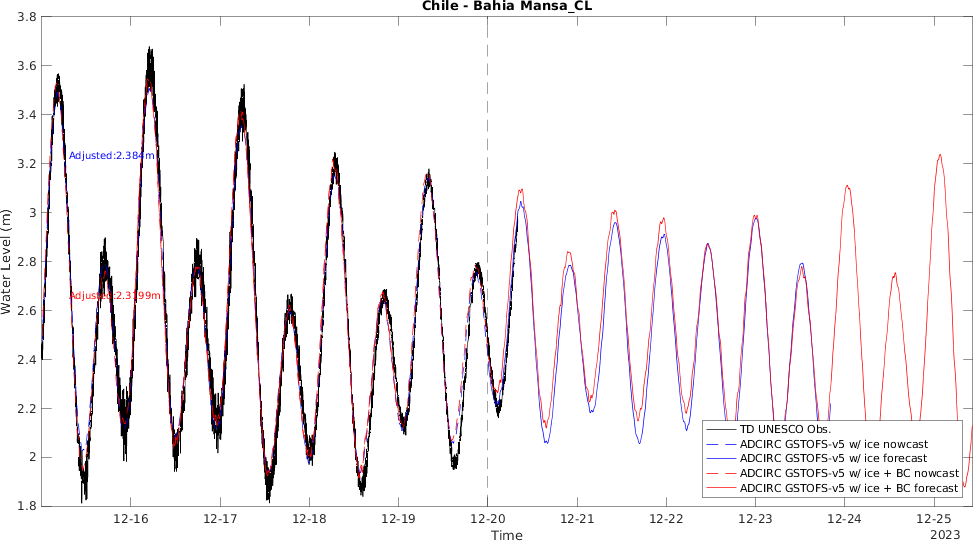 Chile - Bahia Mansa_CL
3.8
3.6
3.4
3.2
3
2.8
2.6
2.4
2.2
2
1.8
Water Level (m)
Adjusted:2.384m
Adjusted:2.3199m
TD UNESCO Obs.
ADCIRC GSTOFS-v5 w/ ice nowcast
ADCIRC GSTOFS-v5 w/ ice forecast
ADCIRC GSTOFS-v5 w/ ice + BC nowcast
ADCIRC GSTOFS-v5 w/ ice + BC forecast
12-16 12-17 12-18 12-19 12-20 12-21 12-22 12-23 12-24 12-25
2023
Time